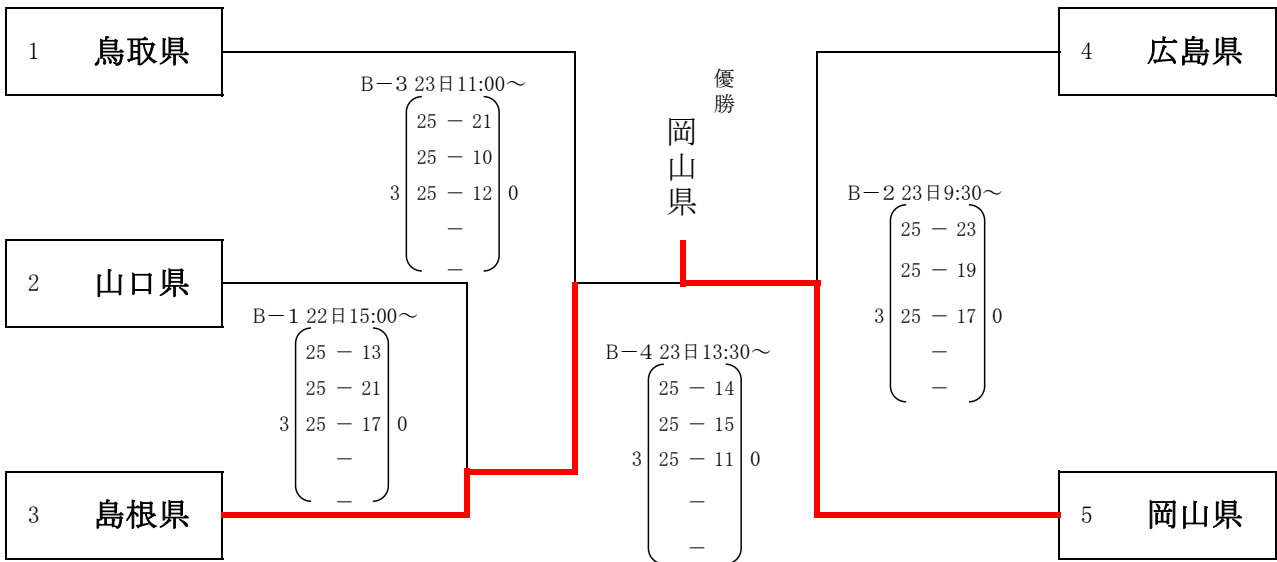 1 鳥取県
4 広島県
B-3 23日11:00～
25 - 21
25 - 10
3 25 - 12 0
-
-
優勝
岡山県
B-2 23日9:30～
25 - 23
25 - 19
3 25 - 17 0
-
-
2 山口県
B-1 22日15:00～
25 - 13
25 - 21
3 25 - 17 0
-
-
B-4 23日13:30～
25 - 14
25 - 15
3 25 - 11 0
-
-
3 島根県
5 岡山県